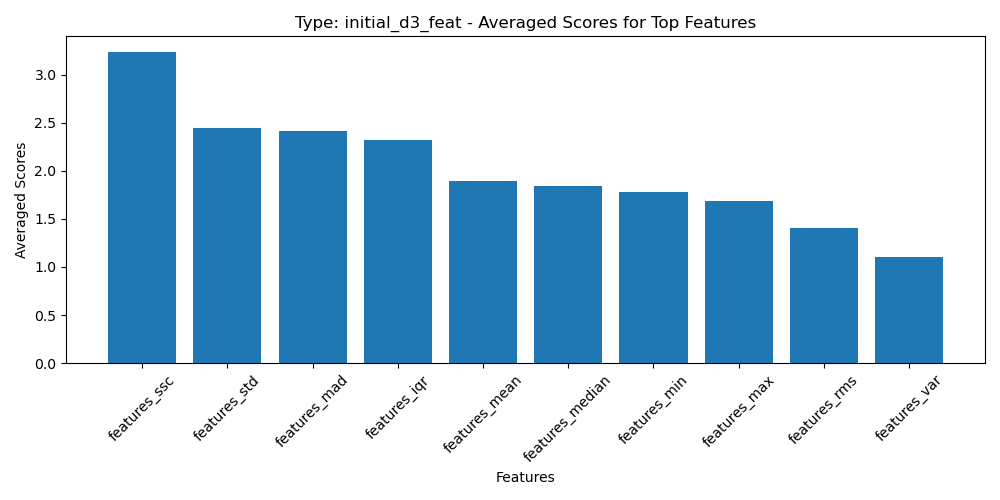 Type: initial_d3_feat - Averaged Scores for Top Features
Averaged Scores
3.0
2.5
2.0
1.5
1.0
0.5
0.0
features_ssc
features_std
features_mad
features_iqr
features_mean
features_median
features_min
features_max
features_rms
features_var
Features